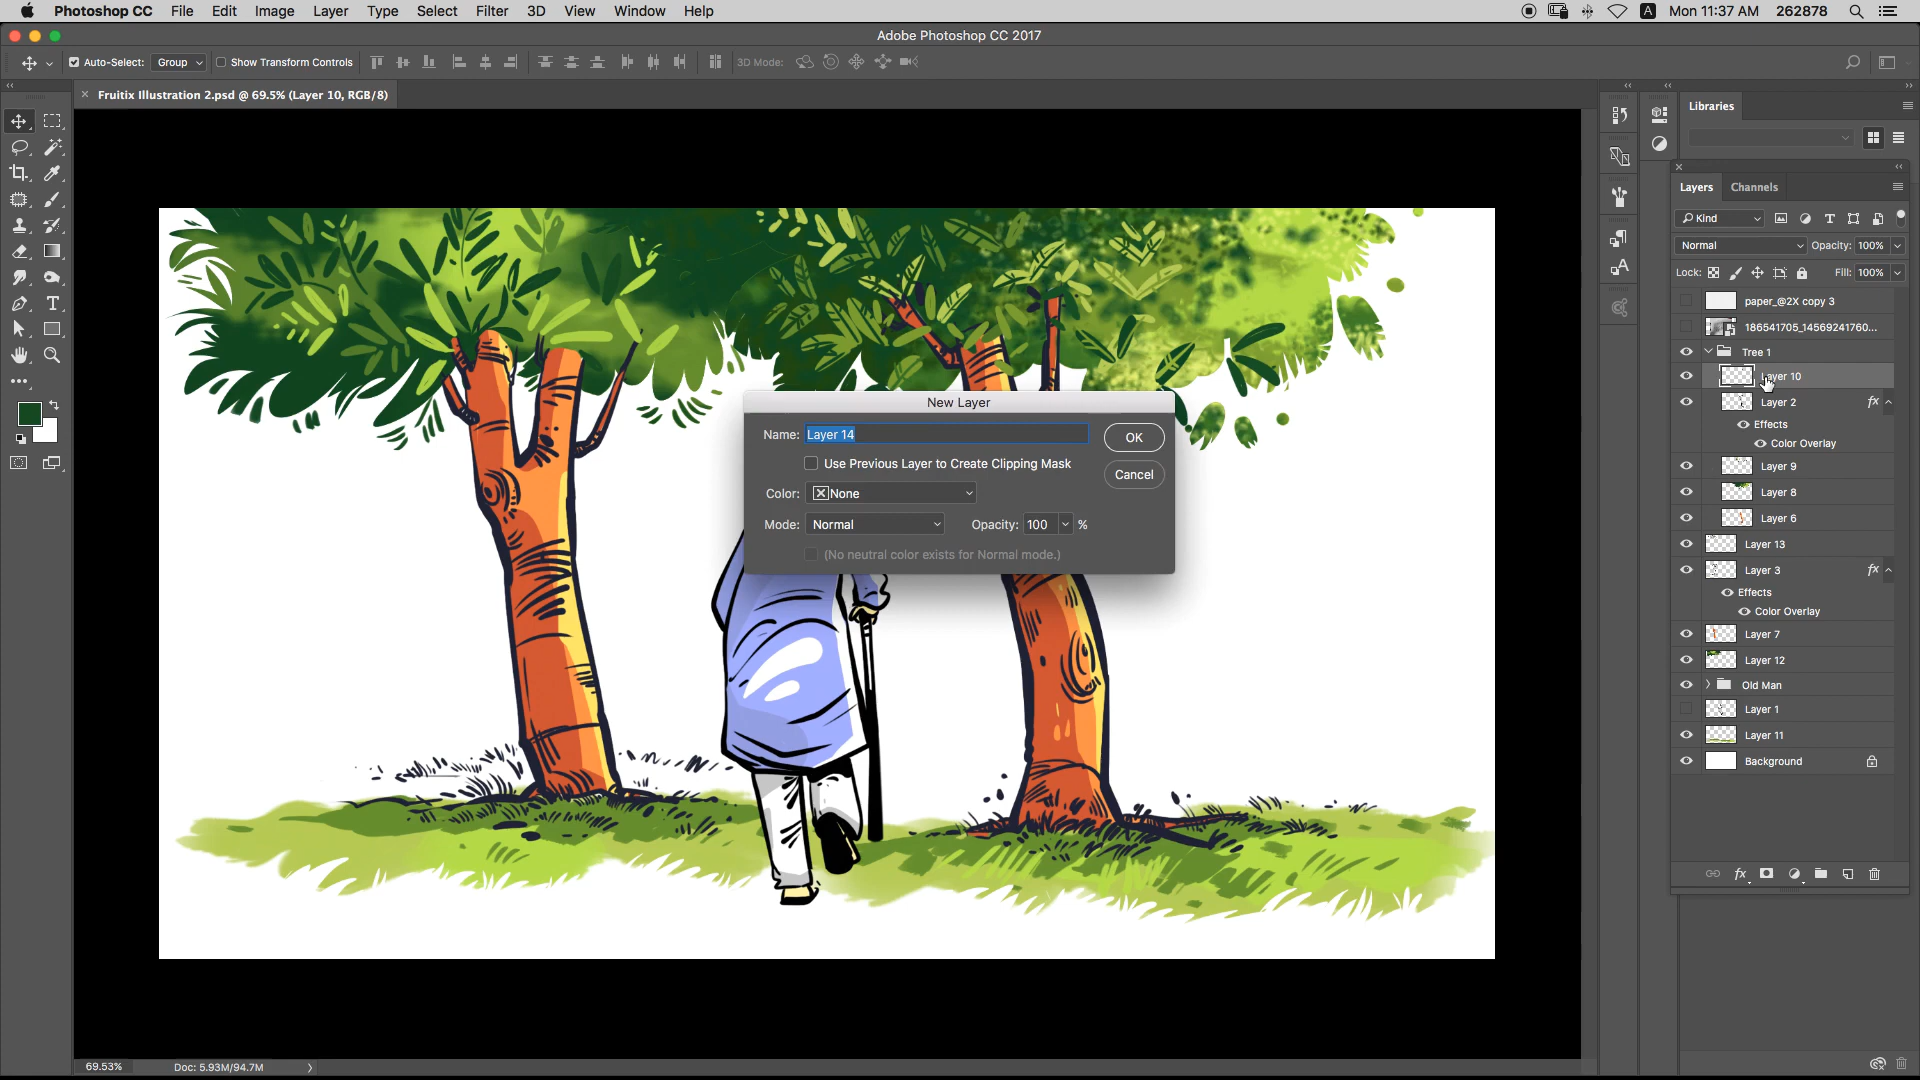 Photoshop CC File Edit Image Layer Type Select Filter 3D View Window Help A Mon 11:37 AM 262878
Adobe Photoshop CC 2017
Auto-Select: Group Show Transform Controls 3D Mode:
Fruitix Illustration 2.psd @ 69.5% (Layer 10, RGB/8)
Libraries
Layers Channels
Kind
Normal Opacity: 100%
Lock: Fill: 100%
paper_@2X copy 3
186541705_14569241760...
Tree 1
Layer 10
Layer 2 fx
Effects
Color Overlay
Layer 9
Layer 8
Layer 6
Layer 13
Layer 3 fx
Effects
Color Overlay
Layer 7
Layer 12
Old Man
Layer 1
Layer 11
Background
fx
New Layer
Name: Layer 14 OK
Use Previous Layer to Create Clipping Mask
Cancel
Color: None
Mode: Normal Opacity: 100 %
(No neutral color exists for Normal mode.)
69.53% Doc: 5.93M/94.7M